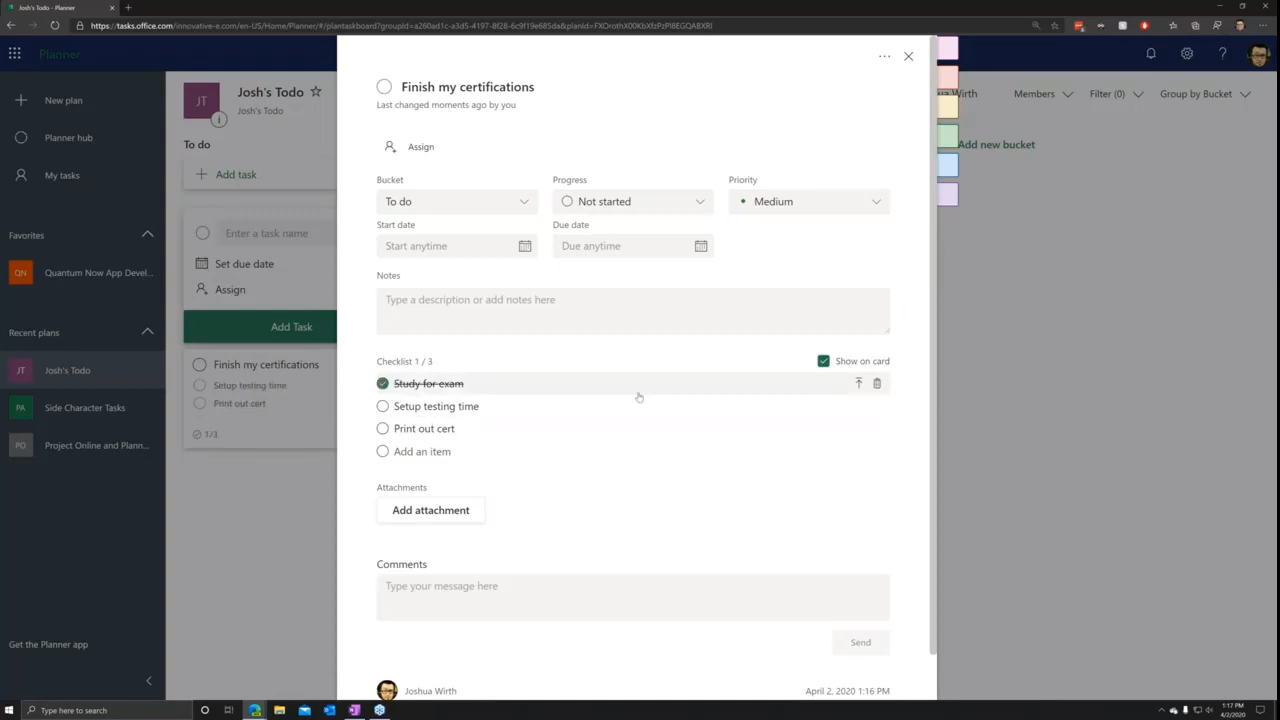 Josh's Todo - Planner
https://tasks.office.com/innovative-e.com/en-US/Home/Planner/#/plantaskboard?groupId=a260ad1c-a3d5-4197-8f28-6c9f19e685da&planId=FXOrothX00KbXfzPzPl8EGQABXRl
Planner
New plan
Planner hub
My tasks
Favorites
QN Quantum Now App Devel...
Recent plans
JT Josh's Todo
PA Side Character Tasks
PO Project Online and Plann...
Get the Planner app
JT Josh's Todo
Josh's Todo
To do
Add task
Enter a task name
Set due date
Assign
Add Task
Finish my certifications
Setup testing time
Print out cert
1/3
Finish my certifications
Last changed moments ago by you
Assign
Bucket Progress Priority
To do Not started Medium
Start date Due date
Start anytime Due anytime
Notes
Type a description or add notes here
Checklist 1 / 3 Show on card
Study for exam
Setup testing time
Print out cert
Add an item
Attachments
Add attachment
Comments
Type your message here
Send
Joshua Wirth April 2, 2020 1:16 PM
Wirth Members Filter (0) Group by Bucket
Add new bucket
Type here to search
1:17 PM
4/2/2020